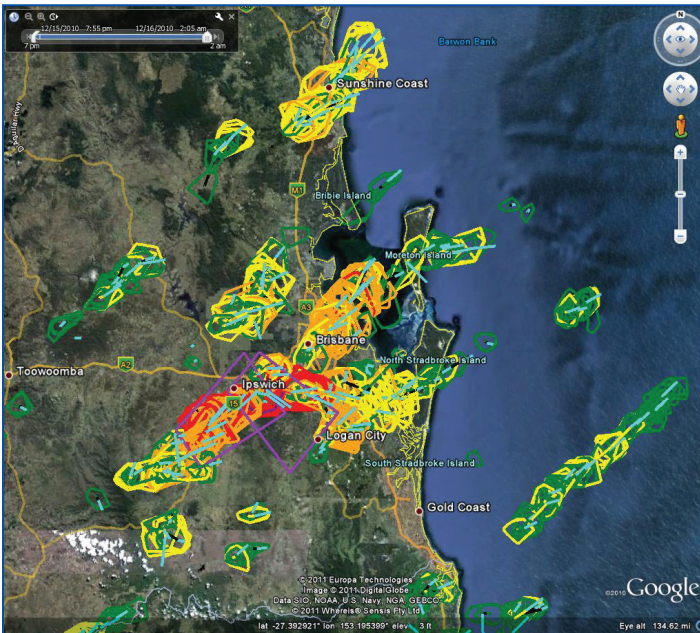 12/15/2010 7:55 pm 12/16/2010 2:05 am
7 pm 2 am
N
Barwon Bank
Sunshine Coast
M1
Bribie Island
Moreton Island
A3
Brisbane
North Stradbroke Island
A2
Toowoomba
Ipswich
15
Logan City
South Stradbroke Island
Gold Coast
© 2011 Europa Technologies
Image © 2011 DigitalGlobe
Data SIO, NOAA, U.S. Navy, NGA, GEBCO
© 2011 Whereis® Sensis Pty Ltd
©2010 Google
lat -27.392921° lon 153.195399° elev 3 ft Eye alt 134.62 mi